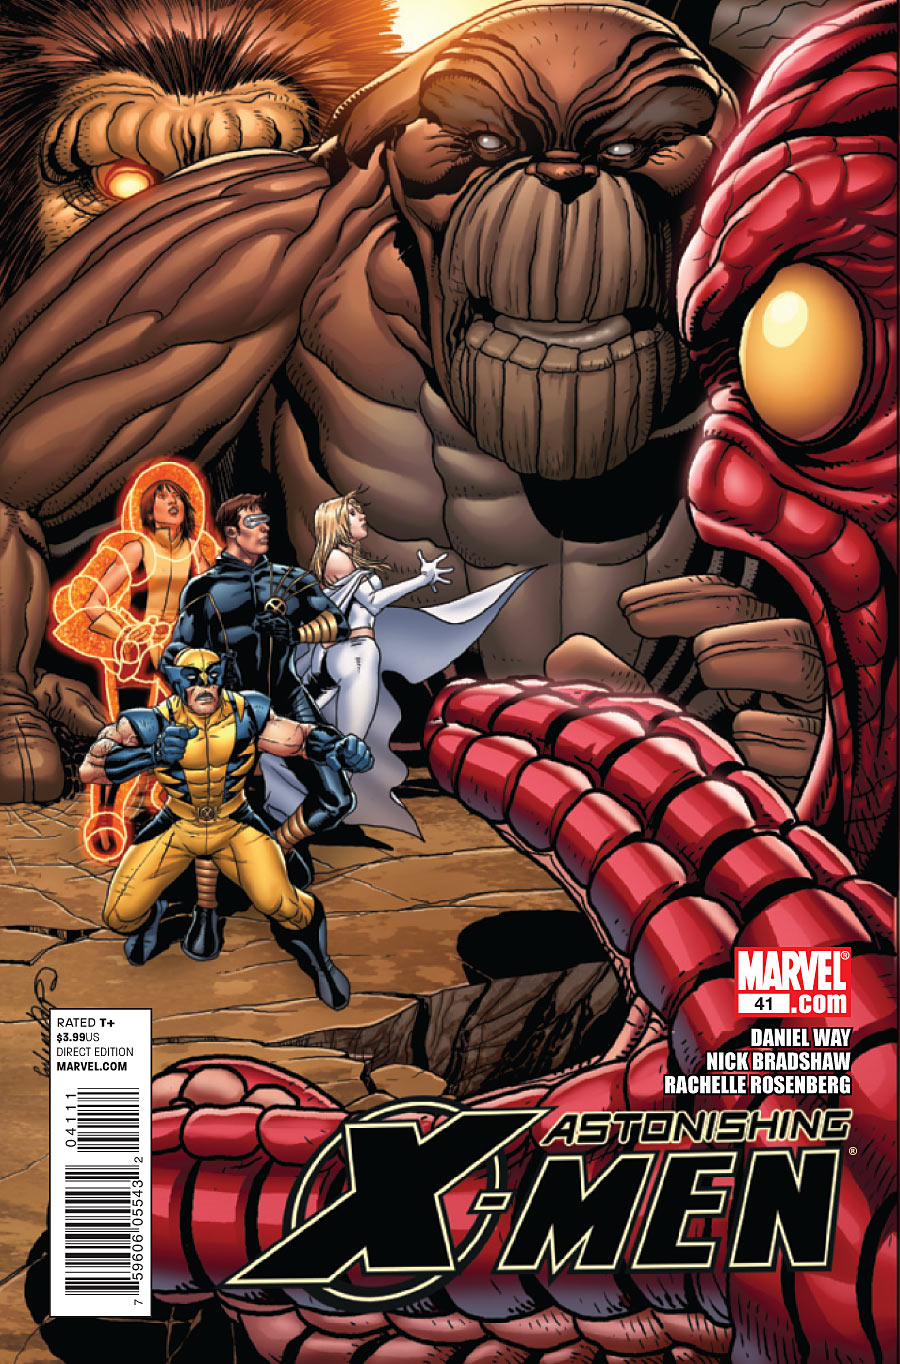 MARVEL®
41 .com
DANIEL WAY
NICK BRADSHAW
RACHELLE ROSENBERG
RATED T+
$3.99US
DIRECT EDITION
MARVEL.COM
04111
7 59606 05543 2
ASTONISHING
X-MEN®